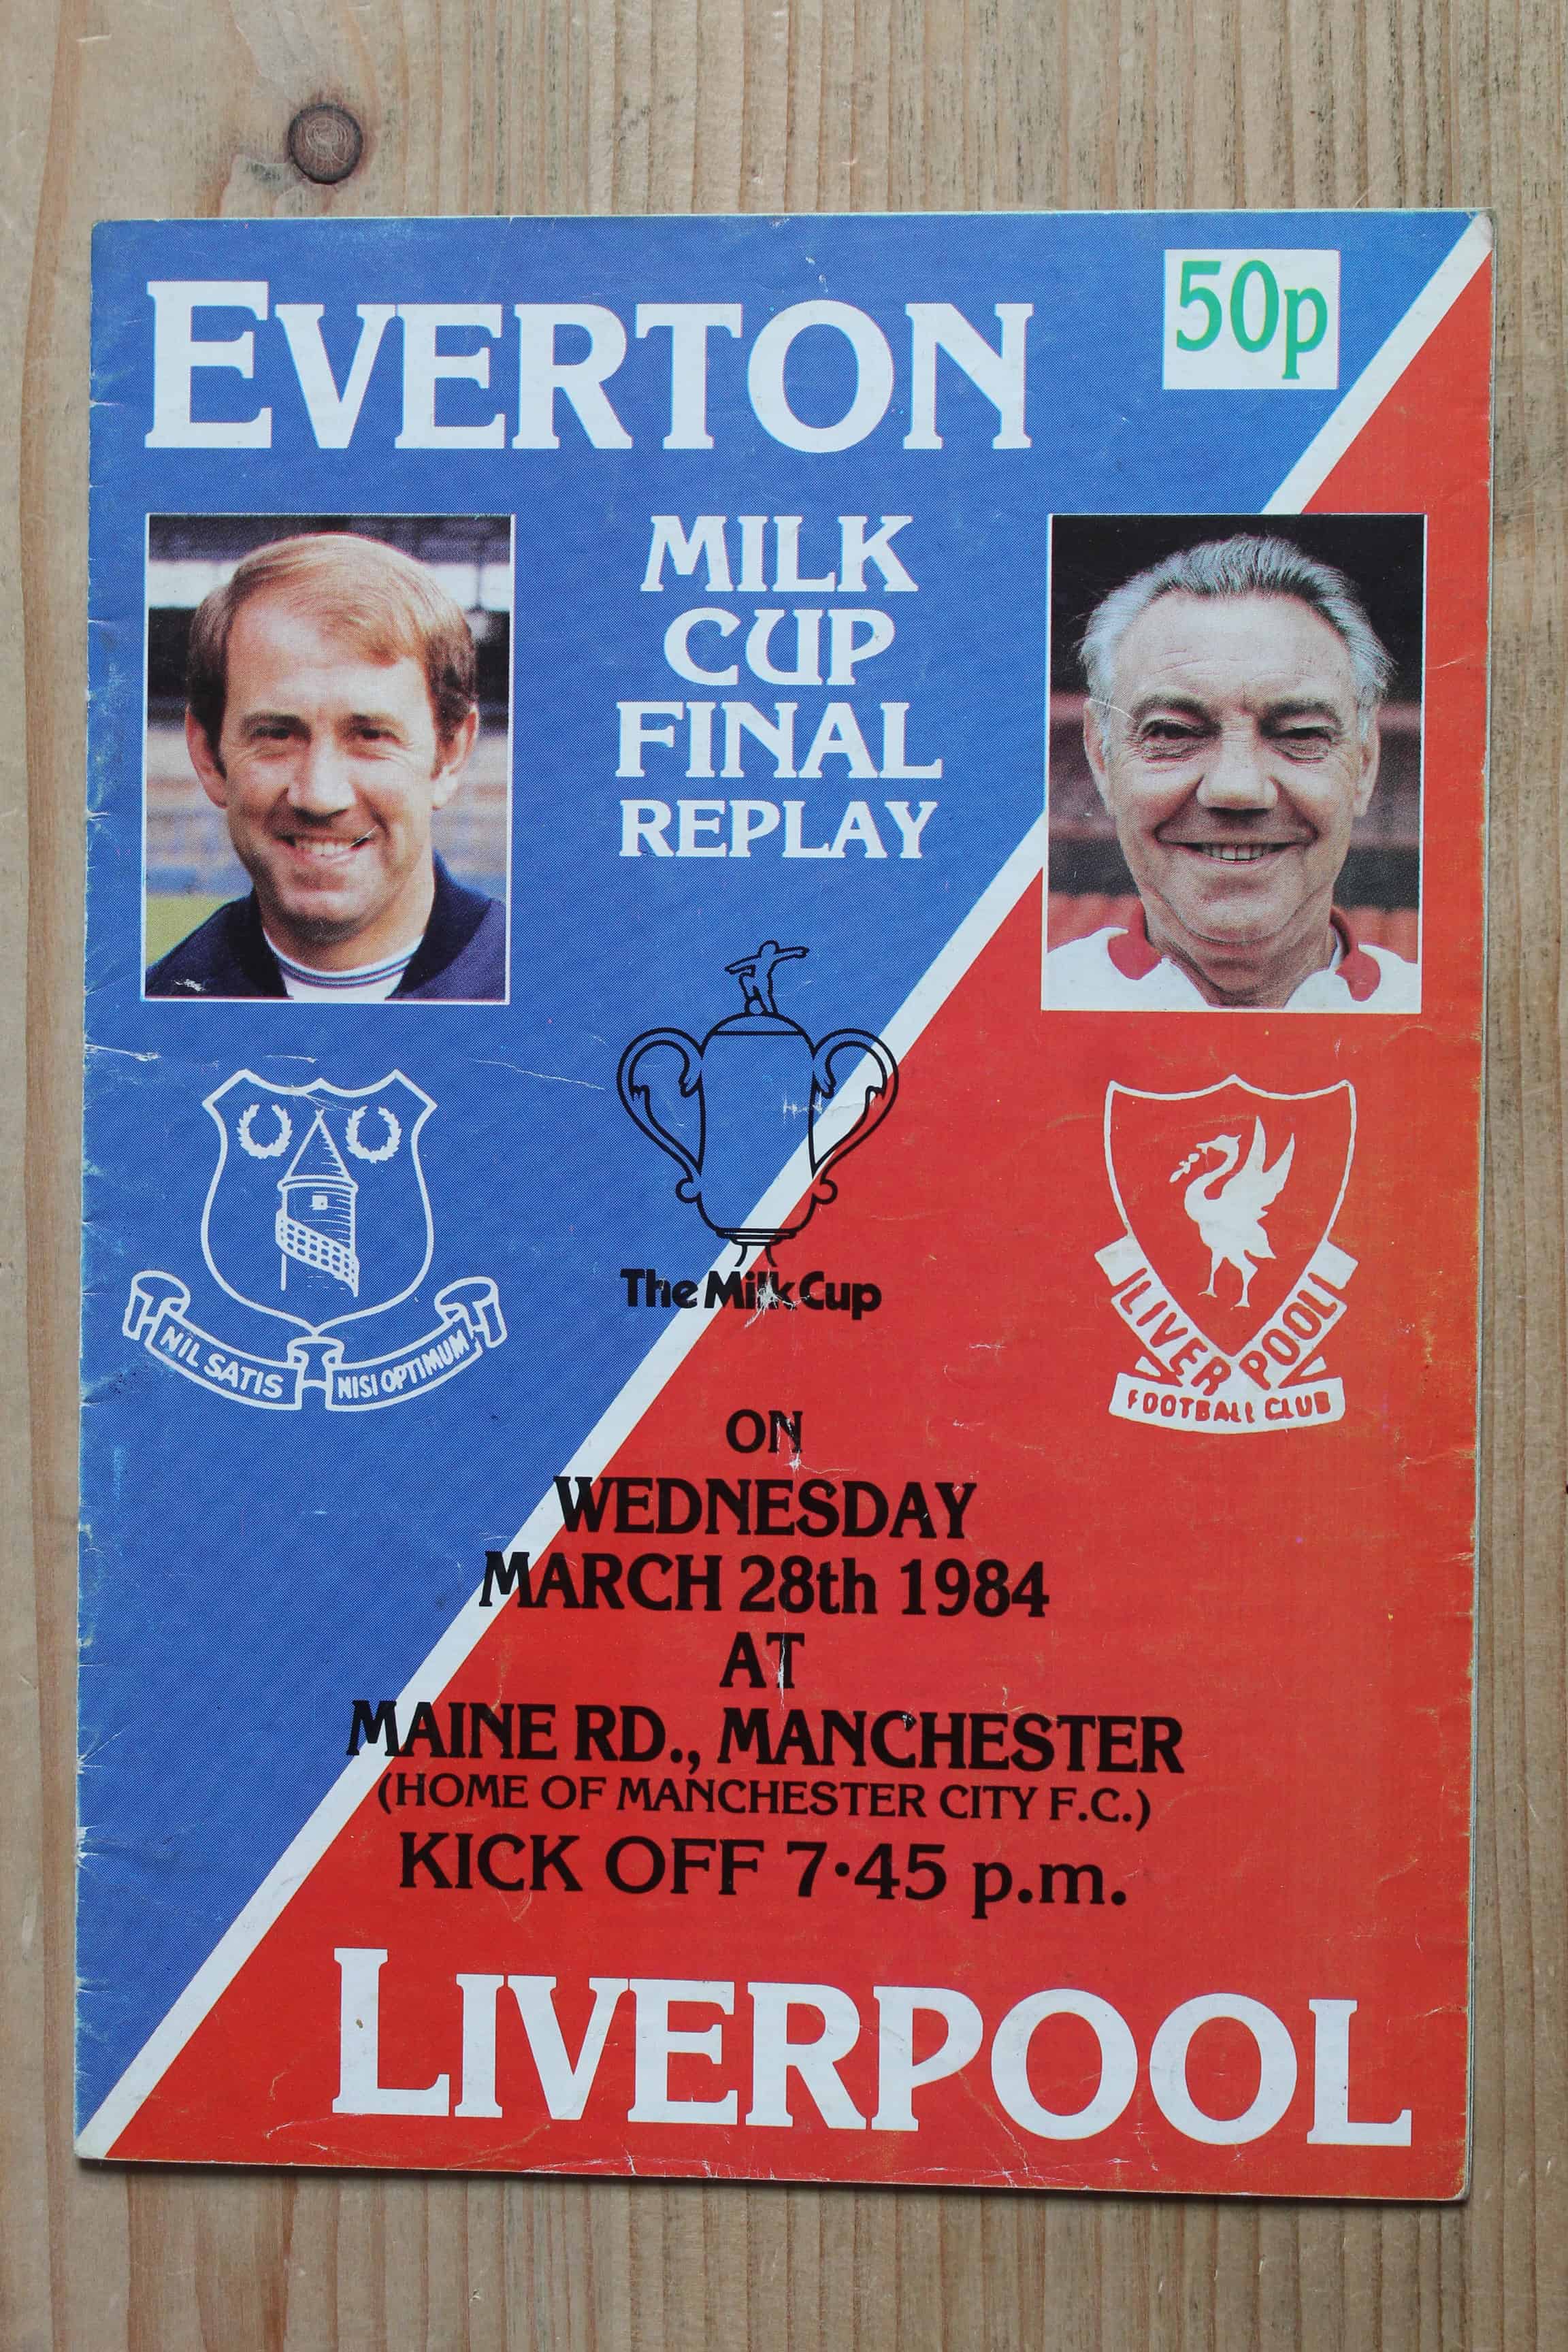 EVERTON
50p
MILK
CUP
FINAL
REPLAY
The Milk Cup
NIL SATIS NISI OPTIMUM
LIVERPOOL
FOOTBALL CLUB
ON
WEDNESDAY
MARCH 28th 1984
AT
MAINE RD., MANCHESTER
(HOME OF MANCHESTER CITY F.C.)
KICK OFF 7·45 p.m.
LIVERPOOL